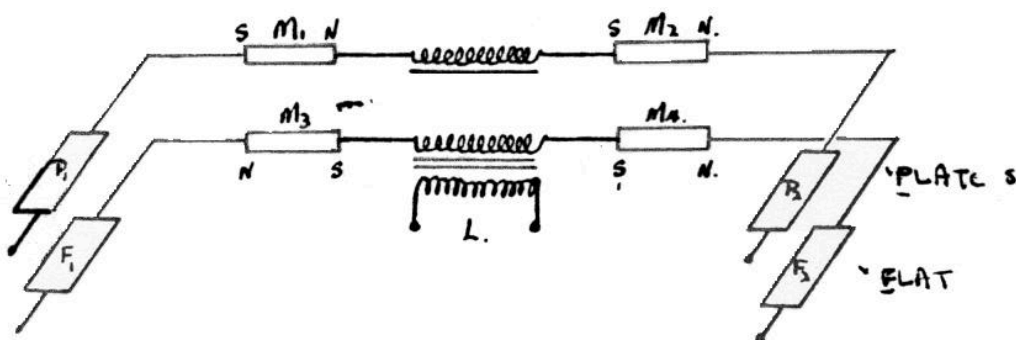 S M1 N S M2 N.
M3 M4.
N S S N.
P1 P2 PLATE S
F1 L. F2 FLAT